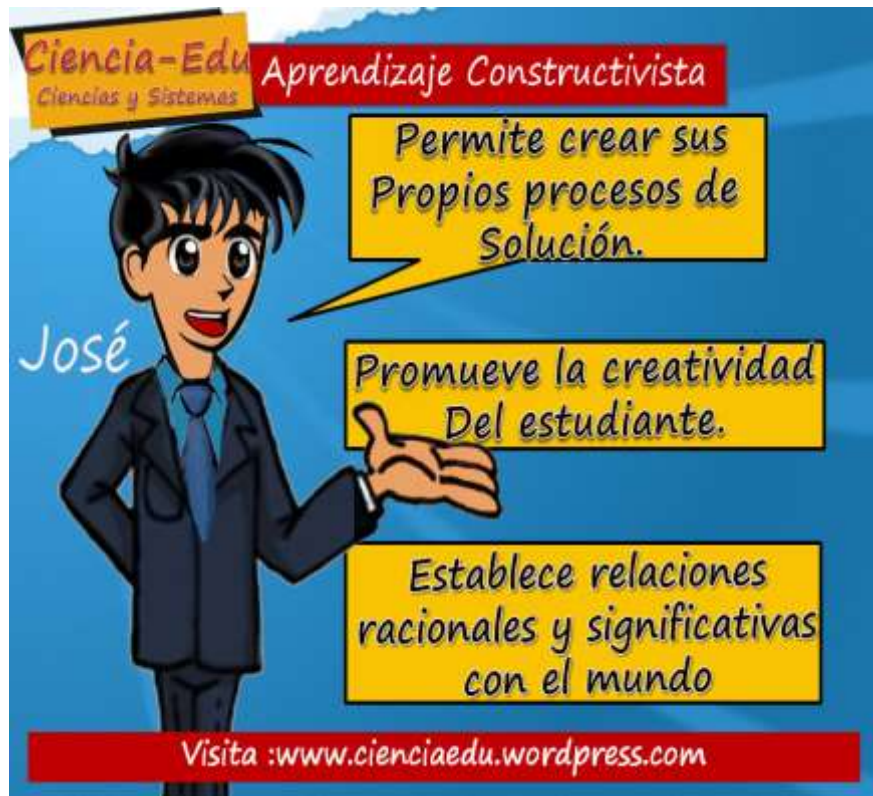 Ciencia-Edu
Ciencias y Sistemas
Aprendizaje Constructivista
Permite crear sus
Propios procesos de
Solución.
José
Promueve la creatividad
Del estudiante.
Establece relaciones
racionales y significativas
con el mundo
Visita :www.cienciaedu.wordpress.com